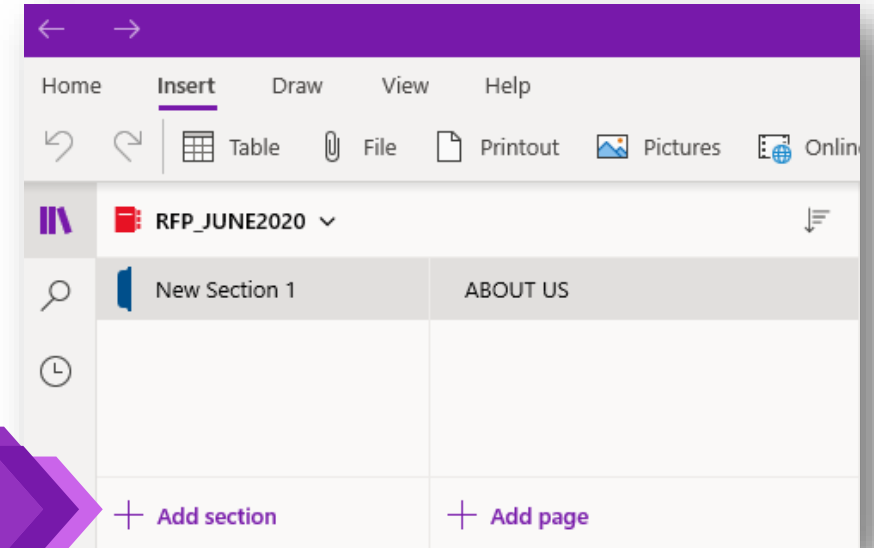 Home Insert Draw View Help
Table File Printout Pictures Onlin
RFP_JUNE2020
New Section 1 ABOUT US
Add section Add page